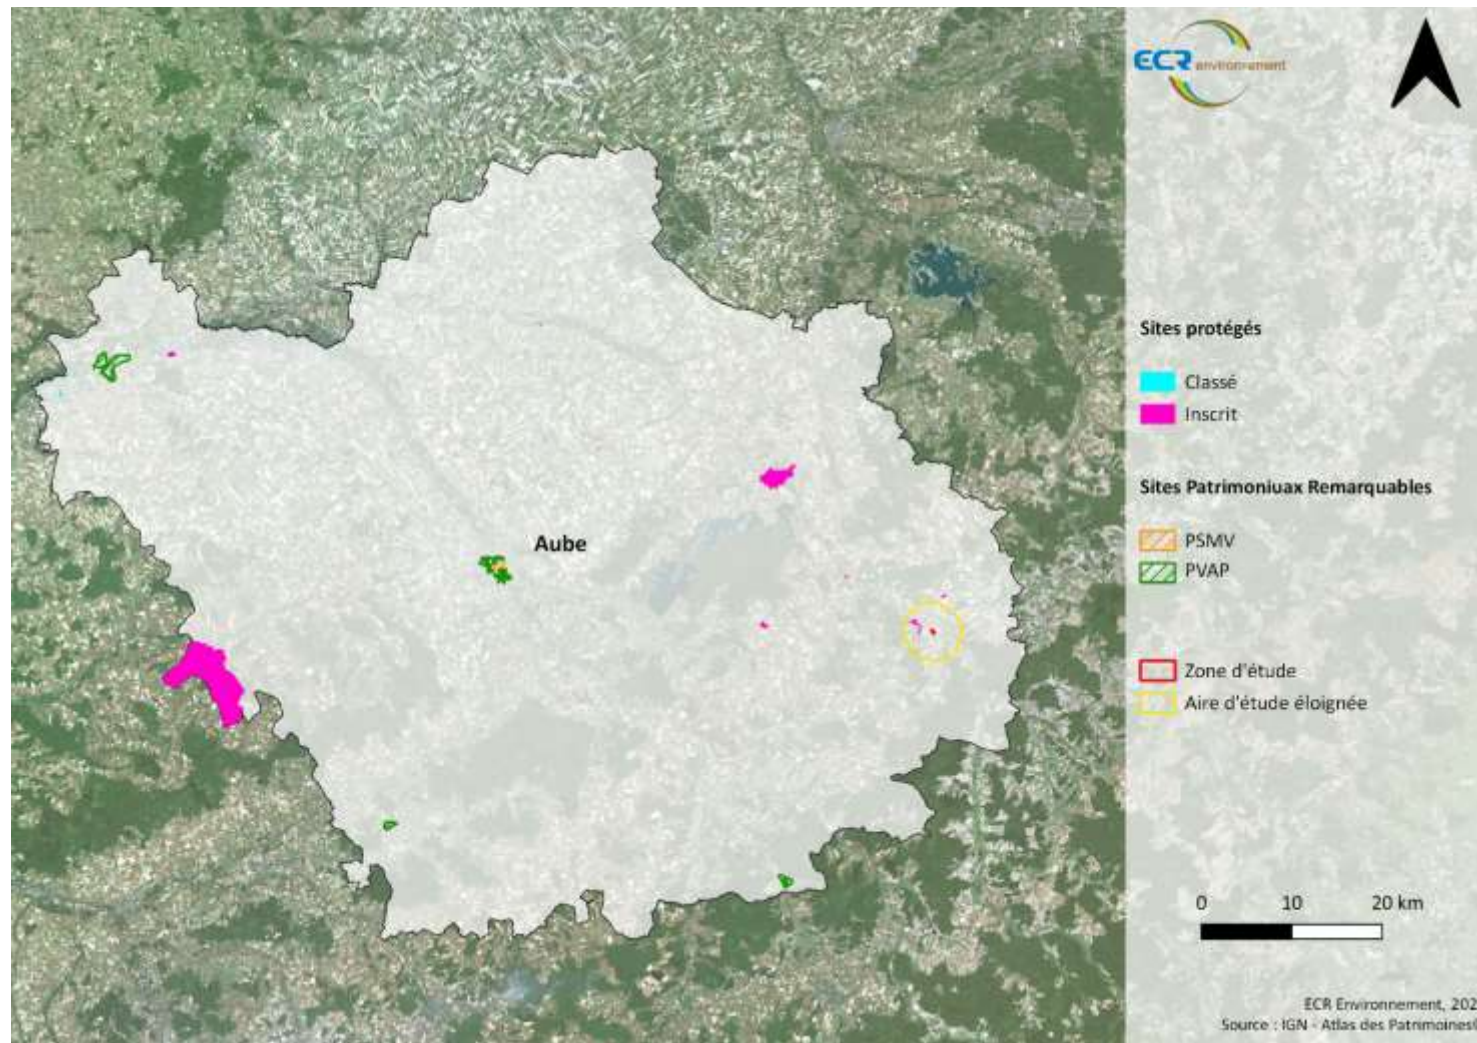 ECR environnement
Sites protégés
Classé
Inscrit
Sites Patrimoniuax Remarquables
PSMV
PVAP
Aube
Zone d'étude
Aire d'étude éloignée
0 10 20 km
ECR Environnement, 202
Source : IGN - Atlas des Patrimoines